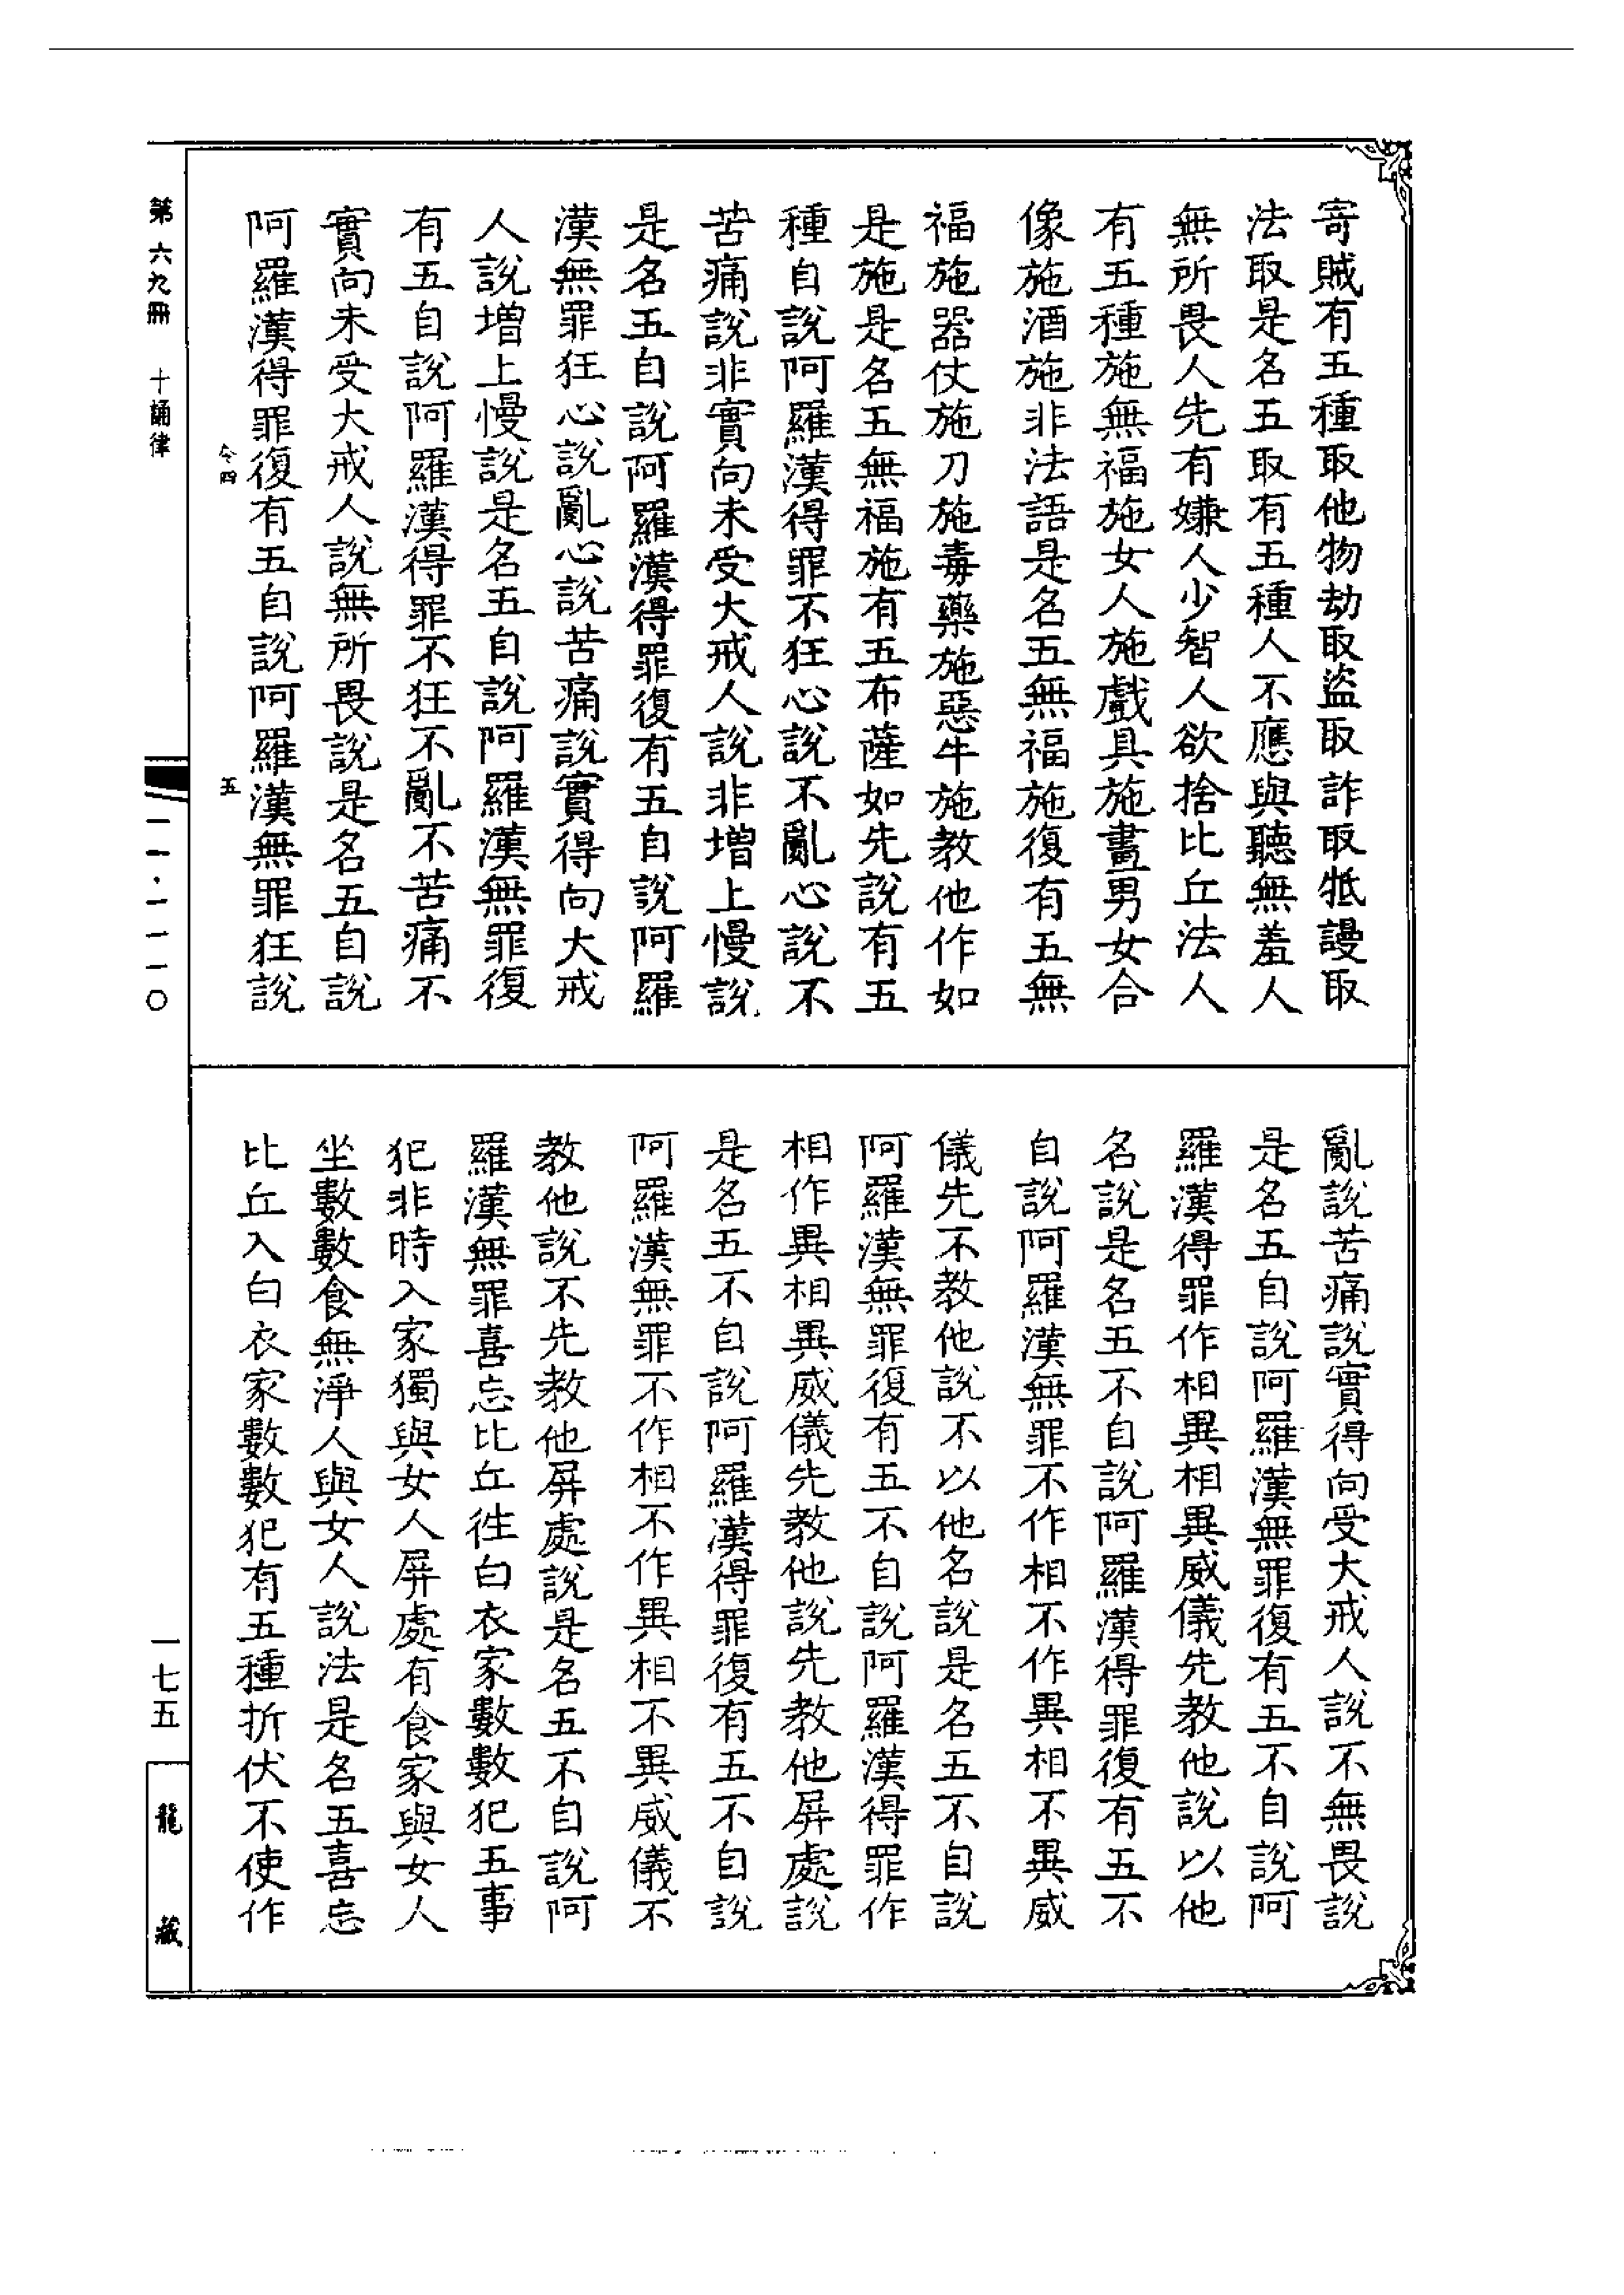 寄賊有五種取他物劫取盜取詐取牴謾取
法取是名五取有五種人不應與聽無羞人
無所畏人先有嫌人少智人欲捨比丘法人
有五種施無福施女人施戲具施畫男女合
像施酒施非法語是名五無福施復有五無
福施器仗施刀施毒藥施惡牛施教他作如
是施是名五無福施有五布薩如先說有五
種自說阿羅漢得罪不狂心說不亂心說不
苦痛說非實向未受大戒人說非增上慢說
是名五自說阿羅漢得罪復有五自說阿羅
漢無罪狂心說亂心說苦痛說實得向大戒
人說增上慢說是名五自說阿羅漢無罪復
有五自說阿羅漢得罪不狂不亂不苦痛不
實向未受大戒人說無所畏說是名五自說
阿羅漢得罪復有五自說阿羅漢無罪狂說
亂說苦痛說實得向受大戒人說不無畏說
是名五自說阿羅漢無罪復有五不自說阿
羅漢得罪作相異相異威儀先教他說以他
名說是名五不自說阿羅漢得罪復有五不
自說阿羅漢無罪不作相不作異相不異威
儀先不教他說不以他名說是名五不自說
阿羅漢無罪復有五不自說阿羅漢得罪作
相作異相異威儀先教他說先教他屏處說
是名五不自說阿羅漢得罪復有五不自說
阿羅漢無罪不作相不作異相不異威儀不
教他說不先教他屏處說是名五不自說阿
羅漢無罪喜忘比丘徃白衣家數數犯五事
犯非時入家獨與女人屏處有食家與女人
坐數數食無淨人與女人說法是名五喜忘
比丘入白衣家數數犯有五種折伏不使作
令四
五
第六九冊 十誦律
一一·一一一〇
一七五
龍藏